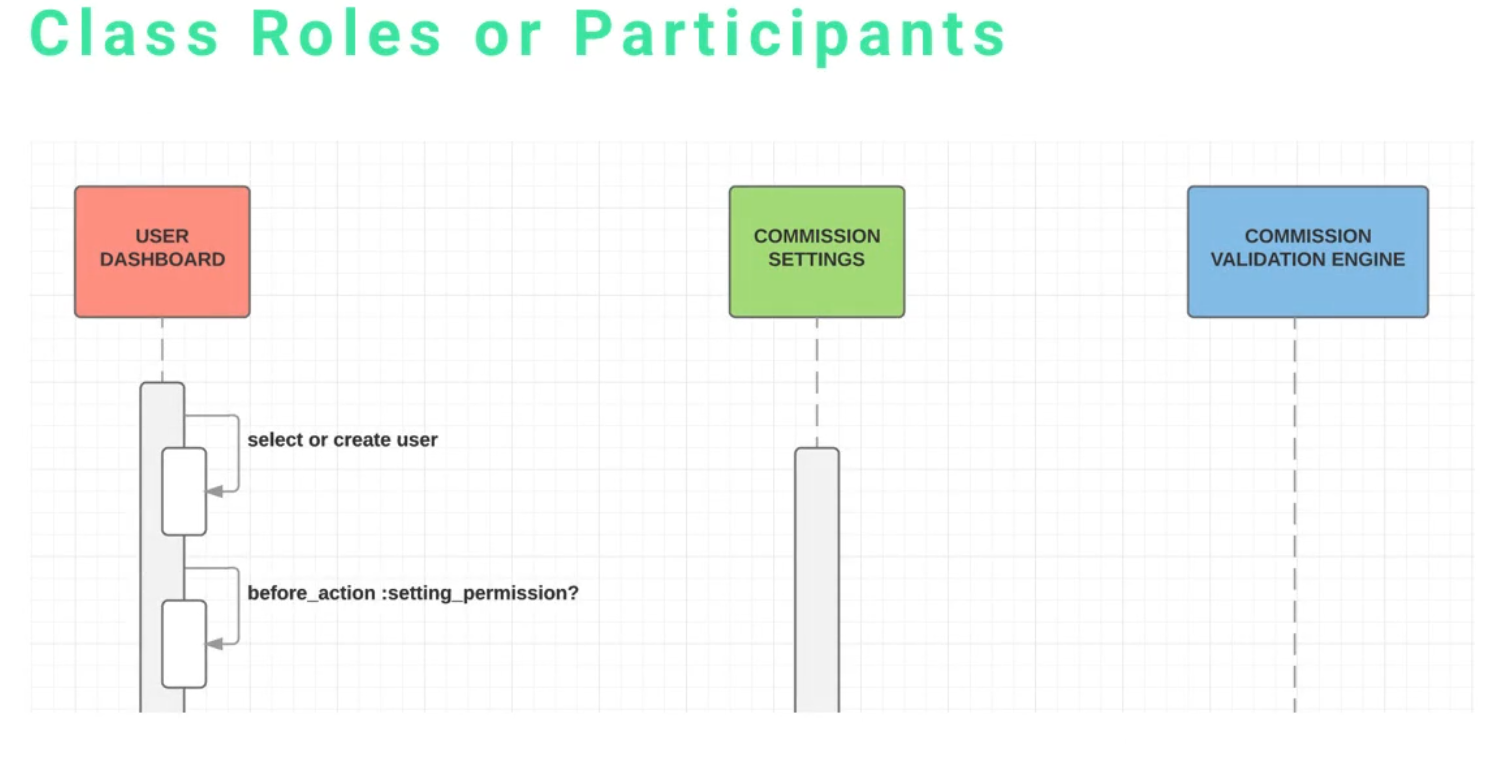 Class Roles or Participants
USER
DASHBOARD
COMMISSION
SETTINGS
COMMISSION
VALIDATION ENGINE
select or create user
before_action :setting_permission?